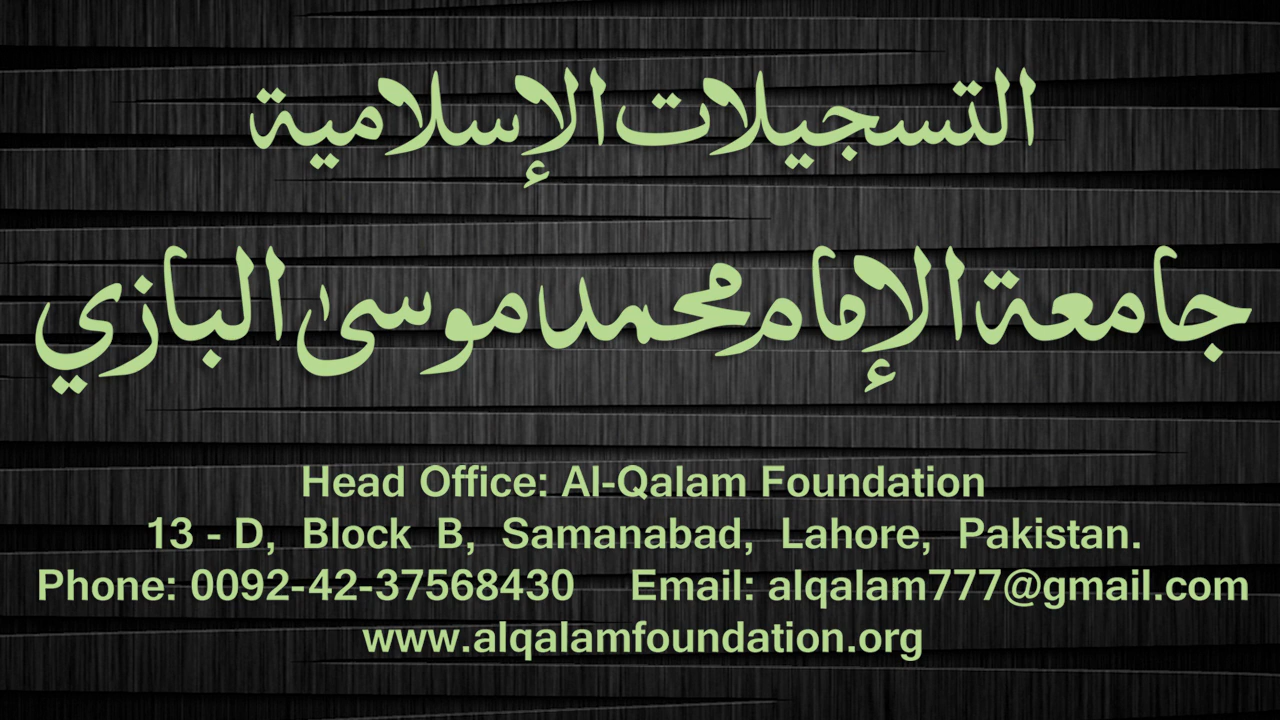 التسجيلات الإسلامية
جامعة الإمام محمد موسىٰ البازي
Head Office: Al-Qalam Foundation
13 - D, Block B, Samanabad, Lahore, Pakistan.
Phone: 0092-42-37568430 Email: alqalam777@gmail.com
www.alqalamfoundation.org